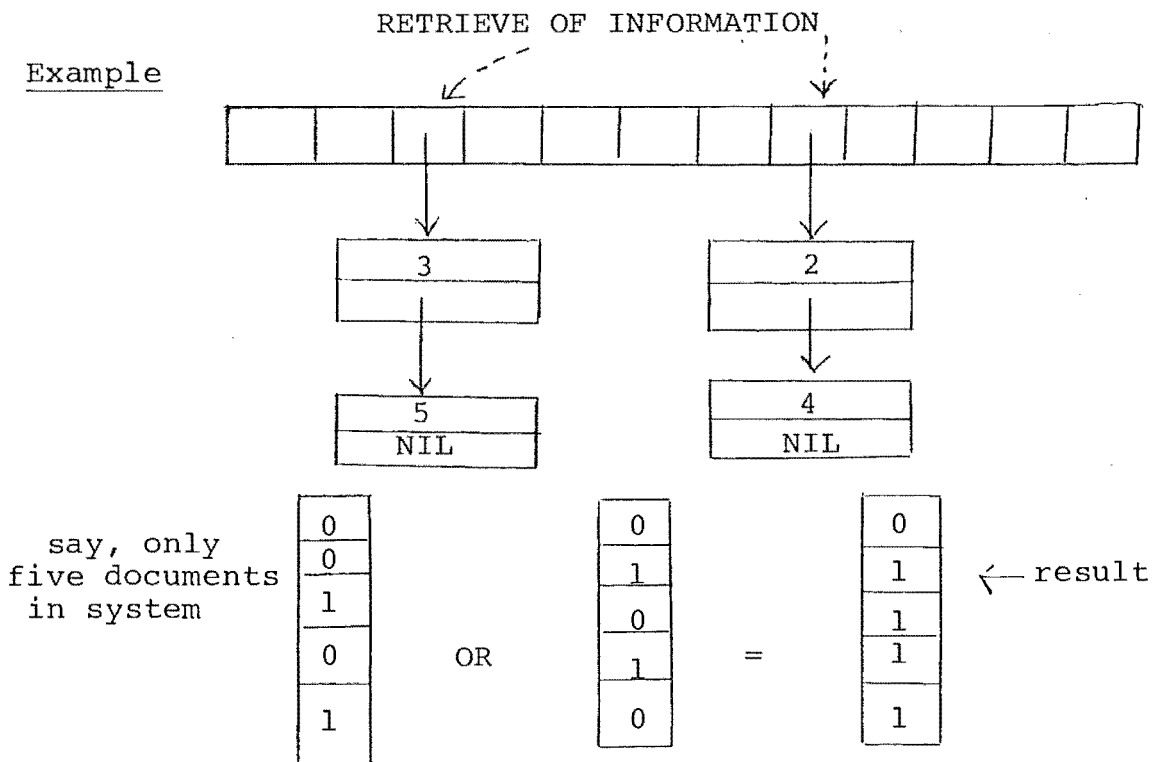 RETRIEVE OF INFORMATION
Example
3
2
5
NIL
4
NIL
say, only
five documents
in system
0
0
1
0
1
OR
0
1
0
1
0
=
0
1
1
1
1
← result